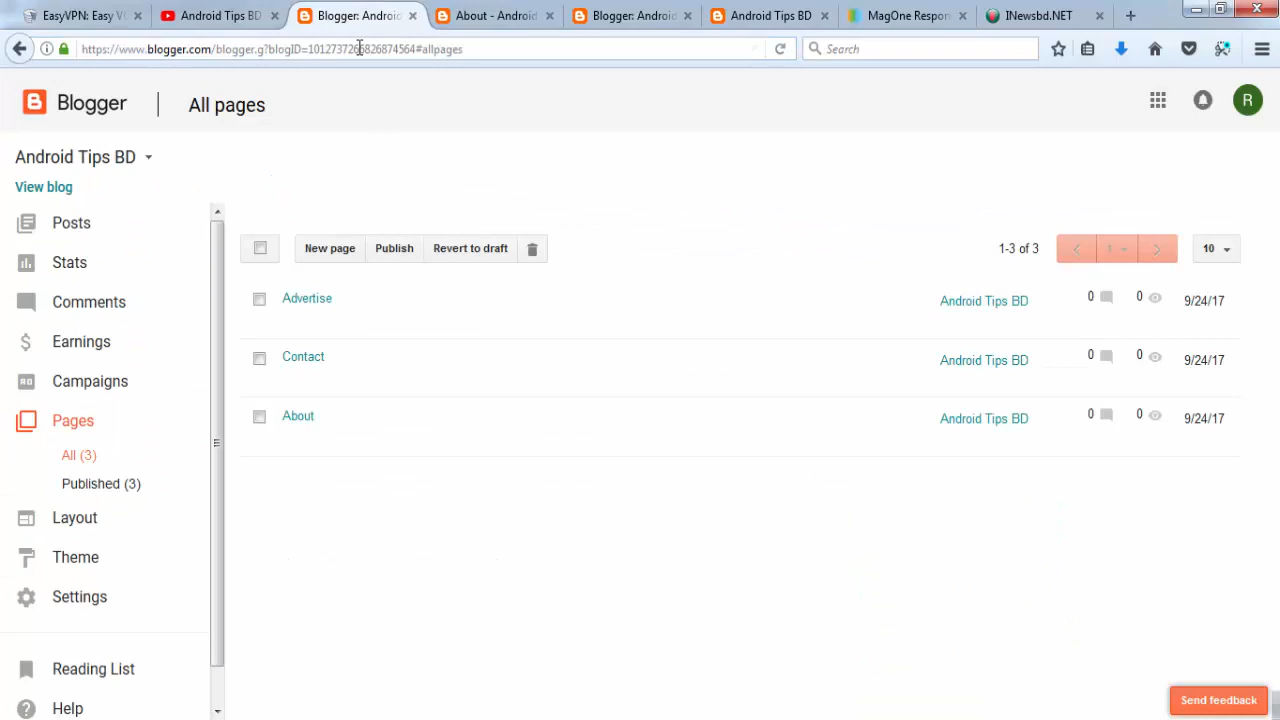 EasyVPN: Easy V
Android Tips BD
Blogger: Androi
About - Android
Blogger: Androi
Android Tips BD
MagOne Respon
INewsbd.NET
https://www.blogger.com/blogger.g?blogID=1012737266826874564#allpages
Search
Blogger
All pages
R
Android Tips BD
View blog
Posts
Stats
Comments
Earnings
Campaigns
Pages
All (3)
Published (3)
Layout
Theme
Settings
Reading List
Help
New page
Publish
Revert to draft
1-3 of 3
1
10
Advertise
Android Tips BD
0
0
9/24/17
Contact
Android Tips BD
0
0
9/24/17
About
Android Tips BD
0
0
9/24/17
Send feedback